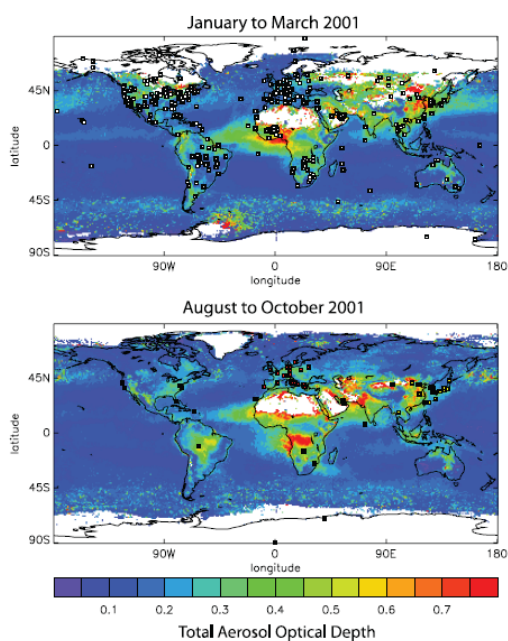 January to March 2001
45N
0
45S
90S
latitude
90W 0 90E 180
longitude
August to October 2001
45N
0
45S
90S
latitude
90W 0 90E 180
longitude
0.1 0.2 0.3 0.4 0.5 0.6 0.7
Total Aerosol Optical Depth